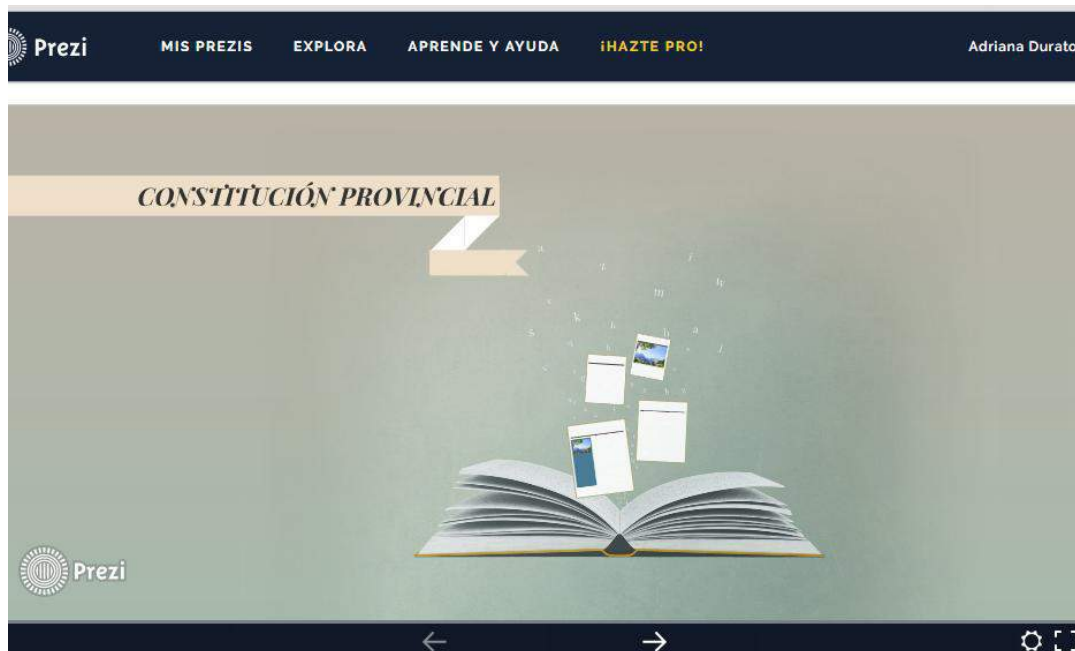 Prezi MIS PREZIS EXPLORA APRENDE Y AYUDA ¡HAZTE PRO! Adriana Durato
CONSTITUCIÓN PROVINCIAL
Prezi